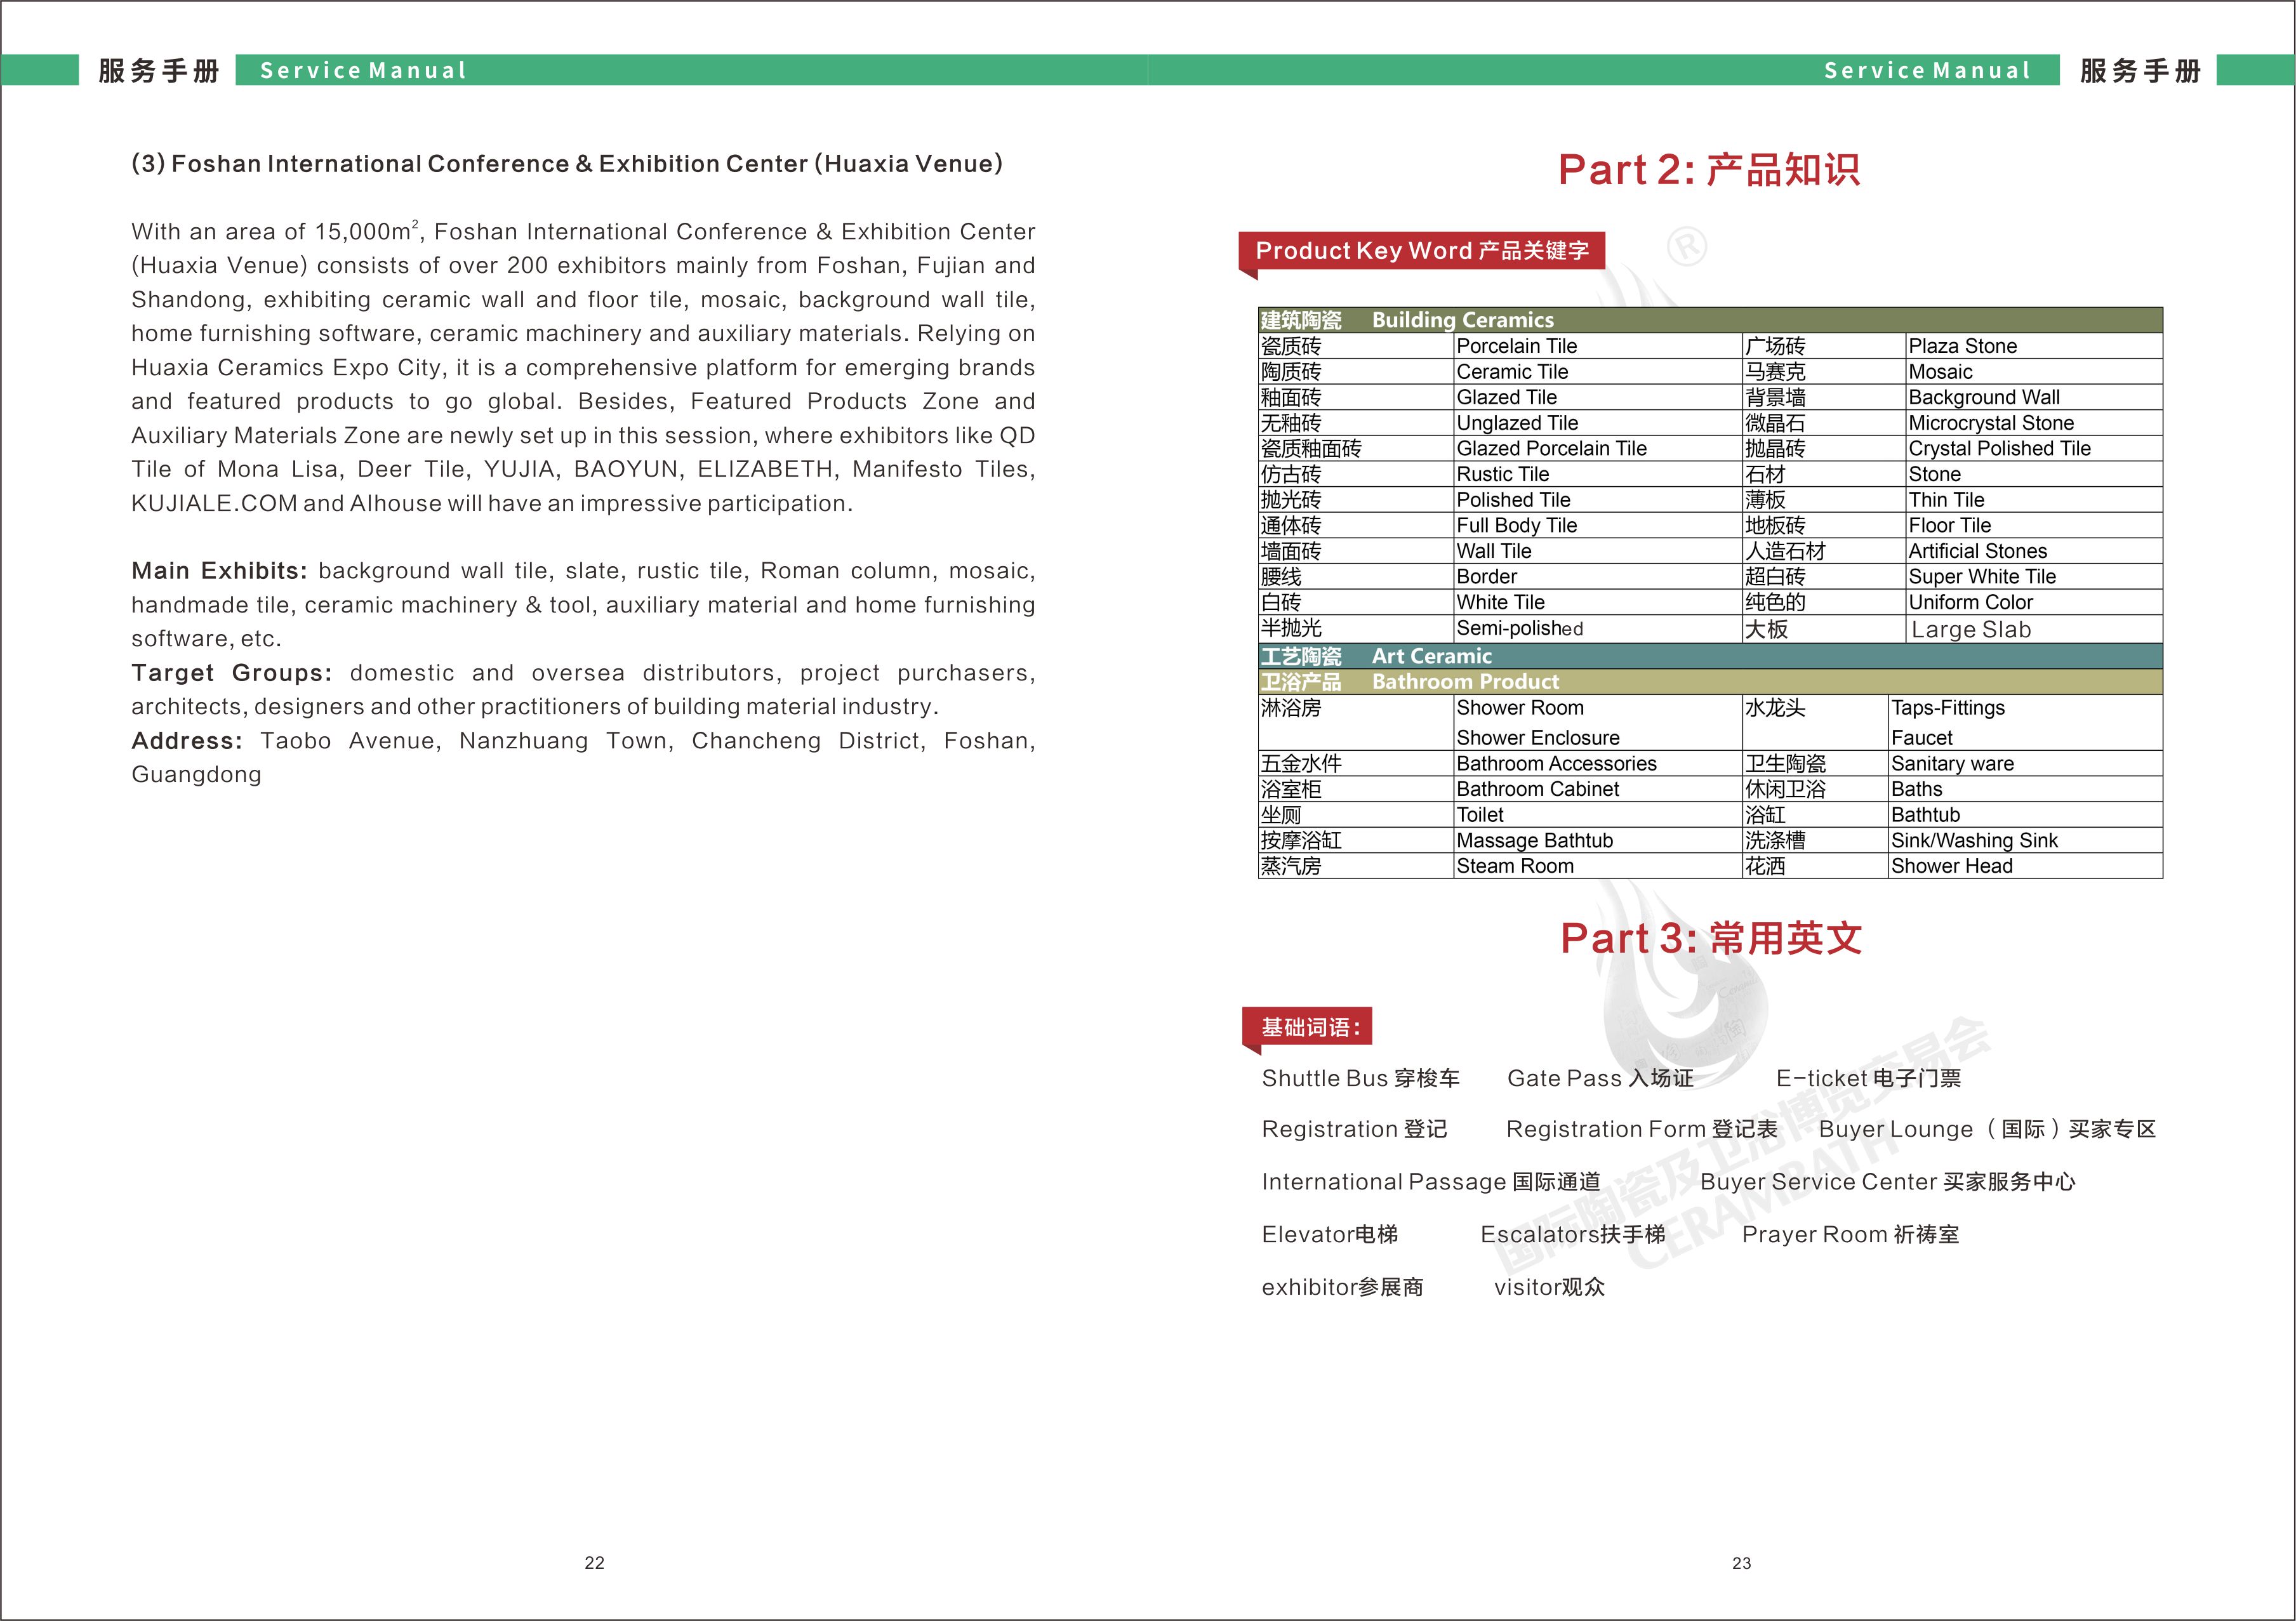 服务手册 Service Manual
(3) Foshan International Conference & Exhibition Center (Huaxia Venue)
With an area of 15,000m², Foshan International Conference & Exhibition Center
(Huaxia Venue) consists of over 200 exhibitors mainly from Foshan, Fujian and
Shandong, exhibiting ceramic wall and floor tile, mosaic, background wall tile,
home furnishing software, ceramic machinery and auxiliary materials. Relying on
Huaxia Ceramics Expo City, it is a comprehensive platform for emerging brands
and featured products to go global. Besides, Featured Products Zone and
Auxiliary Materials Zone are newly set up in this session, where exhibitors like QD
Tile of Mona Lisa, Deer Tile, YUJIA, BAOYUN, ELIZABETH, Manifesto Tiles,
KUJIALE.COM and AIhouse will have an impressive participation.
Main Exhibits: background wall tile, slate, rustic tile, Roman column, mosaic,
handmade tile, ceramic machinery & tool, auxiliary material and home furnishing
software, etc.
Target Groups: domestic and oversea distributors, project purchasers,
architects, designers and other practitioners of building material industry.
Address: Taobo Avenue, Nanzhuang Town, Chancheng District, Foshan,
Guangdong
22
Service Manual 服务手册
Part 2: 产品知识
Product Key Word 产品关键字
®
建筑陶瓷 Building Ceramics
瓷质砖 Porcelain Tile 广场砖 Plaza Stone
陶质砖 Ceramic Tile 马赛克 Mosaic
釉面砖 Glazed Tile 背景墙 Background Wall
无釉砖 Unglazed Tile 微晶石 Microcrystal Stone
瓷质釉面砖 Glazed Porcelain Tile 抛晶砖 Crystal Polished Tile
仿古砖 Rustic Tile 石材 Stone
抛光砖 Polished Tile 薄板 Thin Tile
通体砖 Full Body Tile 地板砖 Floor Tile
墙面砖 Wall Tile 人造石材 Artificial Stones
腰线 Border 超白砖 Super White Tile
白砖 White Tile 纯色的 Uniform Color
半抛光 Semi-polished 大板 Large Slab
工艺陶瓷 Art Ceramic
卫浴产品 Bathroom Product
淋浴房 Shower Room 水龙头 Taps-Fittings
Shower Enclosure Faucet
五金水件 Bathroom Accessories 卫生陶瓷 Sanitary ware
浴室柜 Bathroom Cabinet 休闲卫浴 Baths
坐厕 Toilet 浴缸 Bathtub
按摩浴缸 Massage Bathtub 洗涤槽 Sink/Washing Sink
蒸汽房 Steam Room 花洒 Shower Head
Part 3: 常用英文
基础词语：
Shuttle Bus 穿梭车 Gate Pass 入场证 E-ticket 电子门票
Registration 登记 Registration Form 登记表 Buyer Lounge（国际）买家专区
International Passage 国际通道 Buyer Service Center 买家服务中心
Elevator电梯 Escalators扶手梯 Prayer Room 祈祷室
exhibitor参展商 visitor观众
国际陶瓷及卫浴博览交易会
CERAMBATH
23